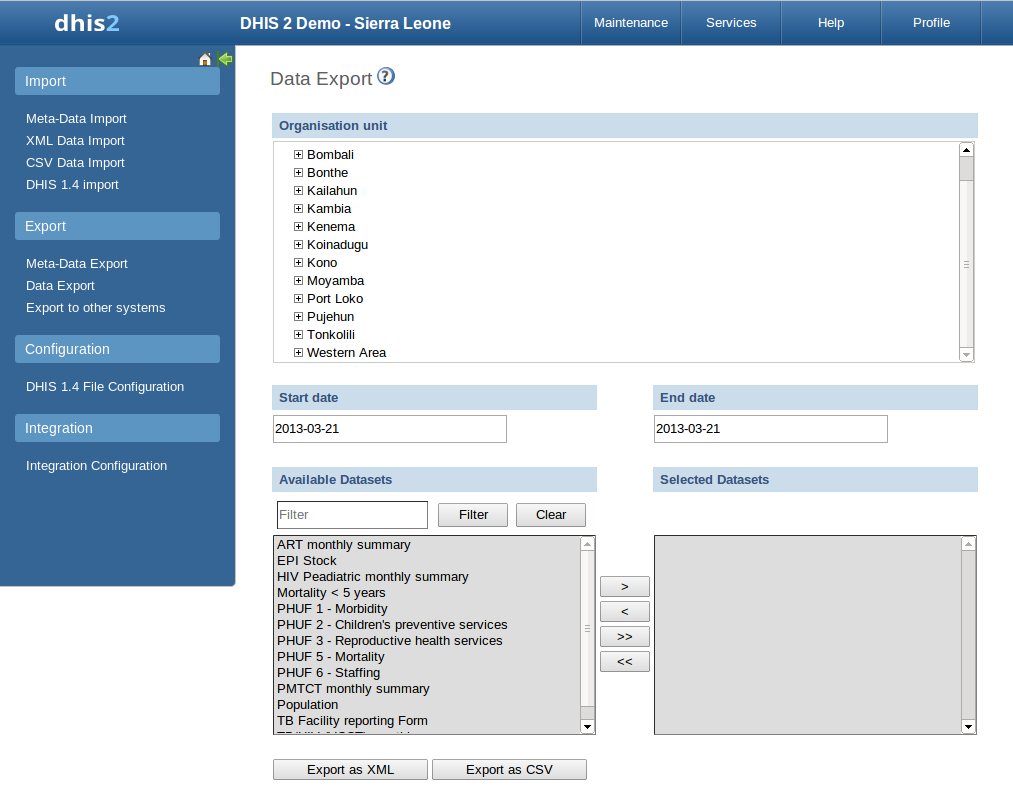 dhis2
DHIS 2 Demo - Sierra Leone
Maintenance
Services
Help
Profile
Import
Meta-Data Import
XML Data Import
CSV Data Import
DHIS 1.4 import
Export
Meta-Data Export
Data Export
Export to other systems
Configuration
DHIS 1.4 File Configuration
Integration
Integration Configuration
Data Export ?
Organisation unit
Bombali
Bonthe
Kailahun
Kambia
Kenema
Koinadugu
Kono
Moyamba
Port Loko
Pujehun
Tonkolili
Western Area
Start date
End date
2013-03-21
2013-03-21
Available Datasets
Selected Datasets
Filter
Filter
Clear
ART monthly summary
EPI Stock
HIV Peadiatric monthly summary
Mortality < 5 years
PHUF 1 - Morbidity
PHUF 2 - Children's preventive services
PHUF 3 - Reproductive health services
PHUF 5 - Mortality
PHUF 6 - Staffing
PMTCT monthly summary
Population
TB Facility reporting Form
>
<
>>
<<
Export as XML
Export as CSV